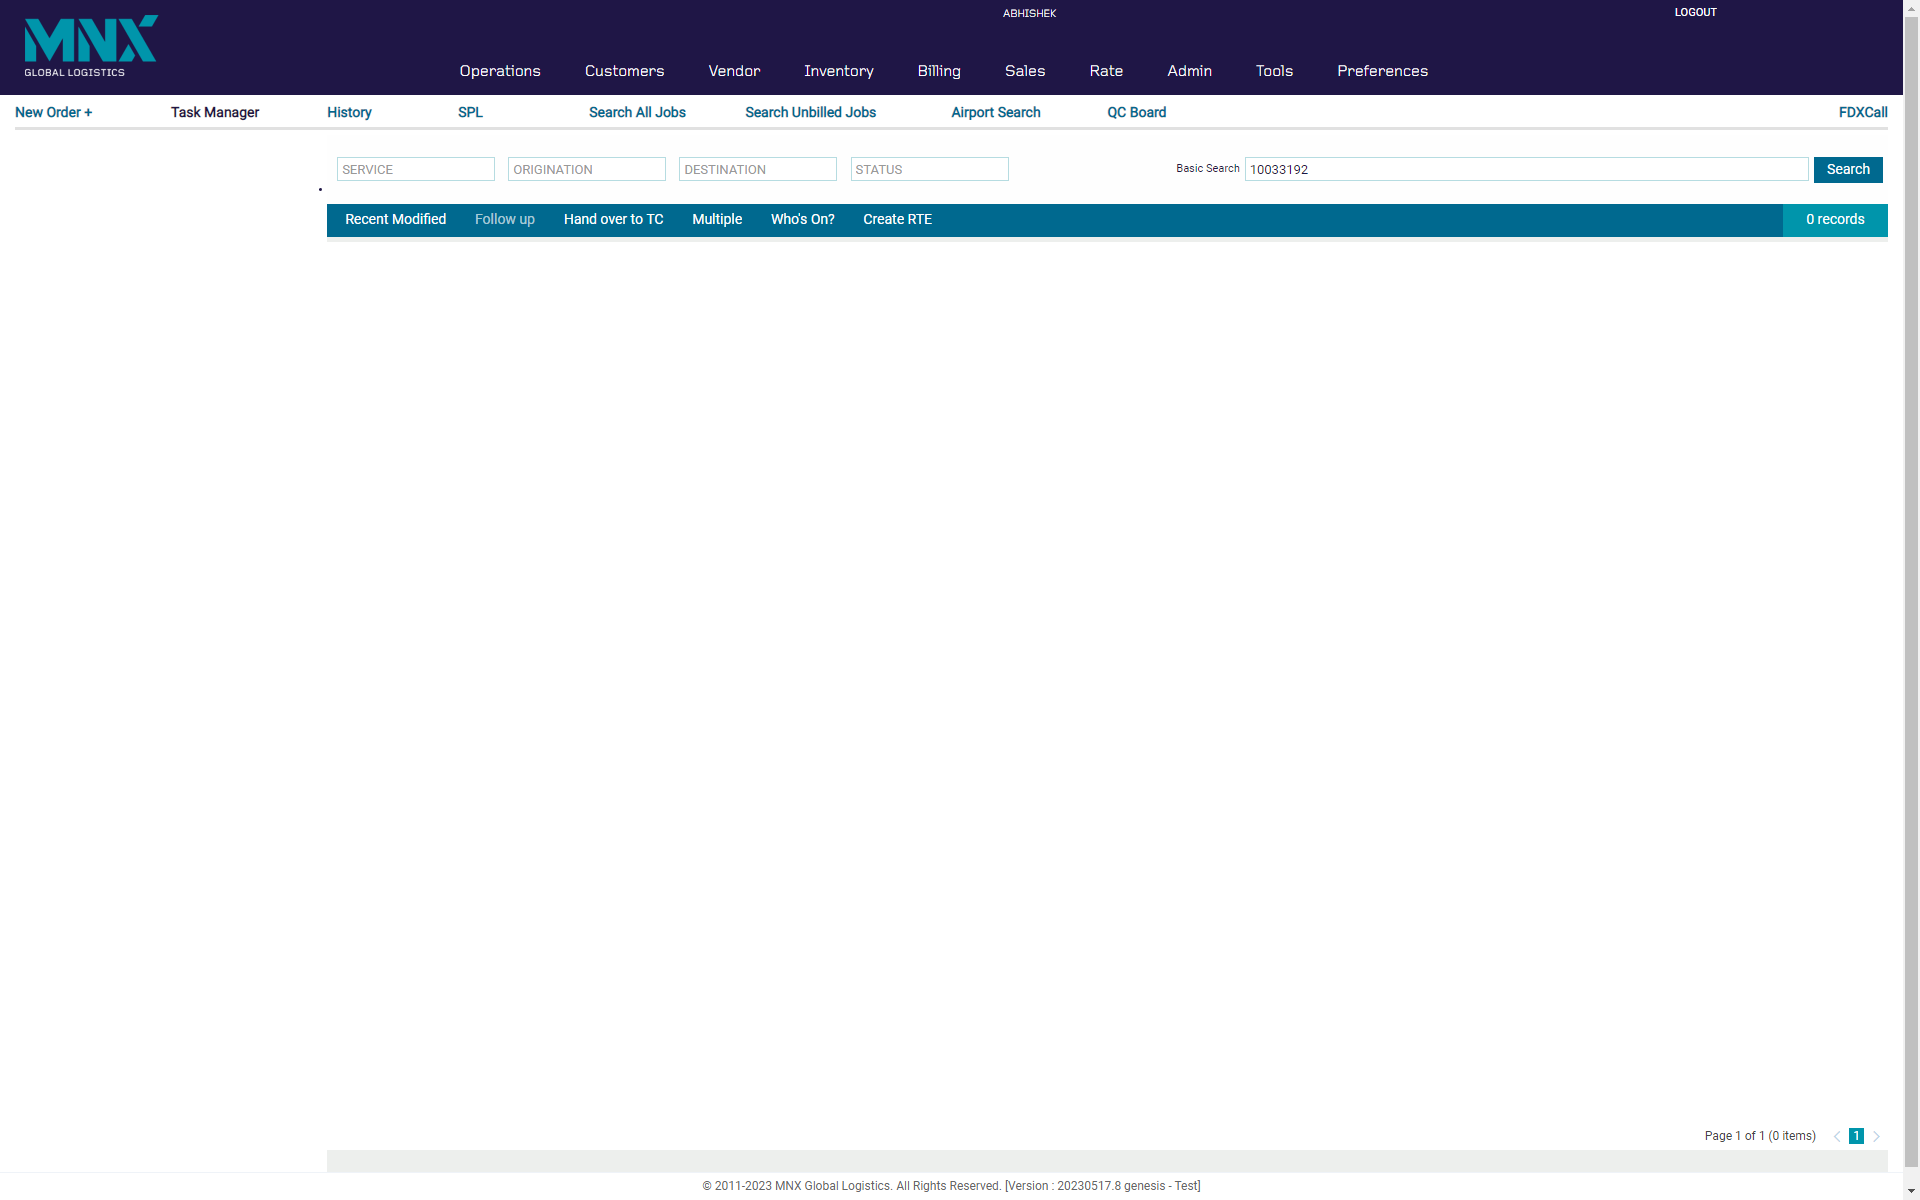 MNX
GLOBAL LOGISTICS
ABHISHEK
LOGOUT
Operations Customers Vendor Inventory Billing Sales Rate Admin Tools Preferences
New Order + Task Manager History SPL Search All Jobs Search Unbilled Jobs Airport Search QC Board FDXCall
SERVICE ORIGINATION DESTINATION STATUS Basic Search 10033192 Search
Recent Modified Follow up Hand over to TC Multiple Who's On? Create RTE 0 records
Page 1 of 1 (0 items) 1
© 2011-2023 MNX Global Logistics. All Rights Reserved. [Version : 20230517.8 genesis - Test]